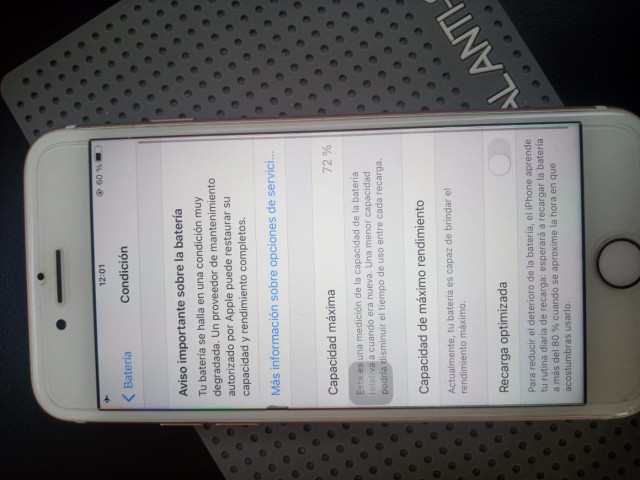 AL ANTI-
12:01
60 %
Batería
Condición
Aviso importante sobre la batería
Tu batería se halla en una condición muy
degradada. Un proveedor de mantenimiento
autorizado por Apple puede restaurar su
capacidad y rendimiento completos.
Más información sobre opciones de servici...
Capacidad máxima
72 %
Esta es una medición de la capacidad de la batería
relativa a cuando era nueva. Una menor capacidad
podría disminuir el tiempo de uso entre cada recarga.
Capacidad de máximo rendimiento
Actualmente, tu batería es capaz de brindar el
rendimiento máximo.
Recarga optimizada
Para reducir el deterioro de la batería, el iPhone aprende
tu rutina diaria de recarga: esperará a recargar la batería
a más del 80 % cuando se aproxime la hora en que
acostumbras usarlo.